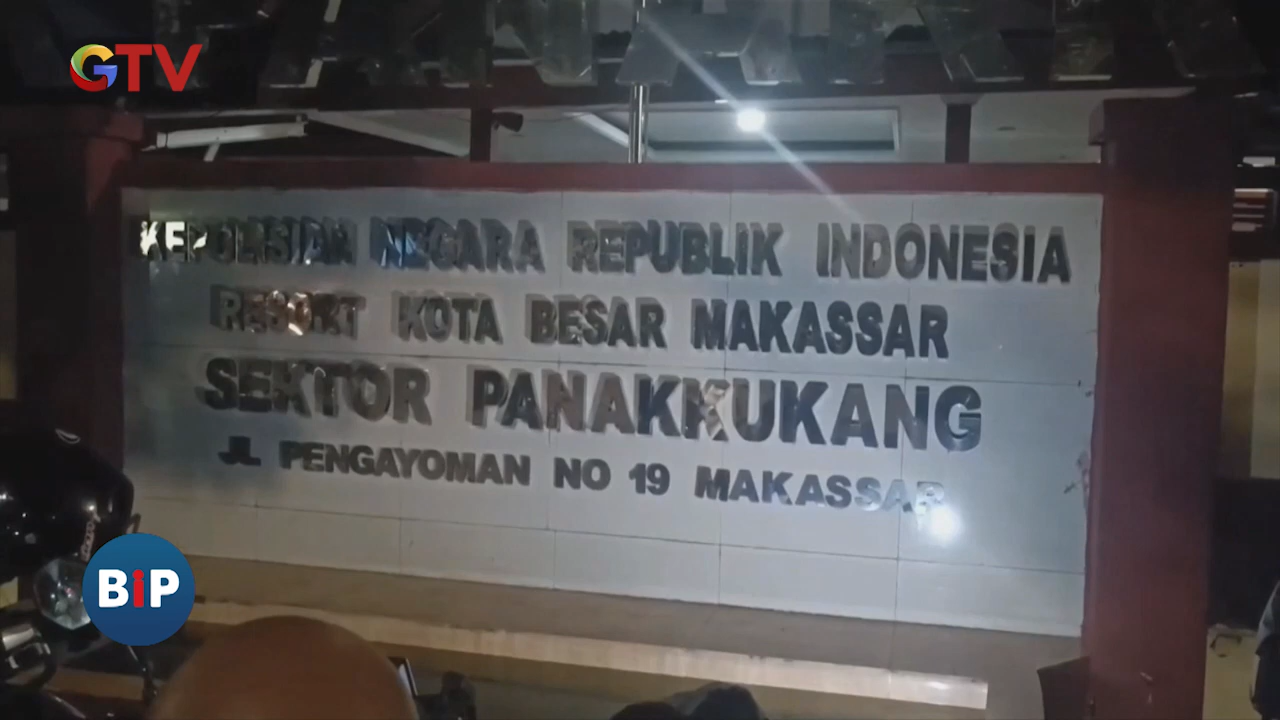 GTV
KEPOLISIAN NEGARA REPUBLIK INDONESIA
RESORT KOTA BESAR MAKASSAR
SEKTOR PANAKKUKANG
JL PENGAYOMAN NO 19 MAKASSAR
BiP